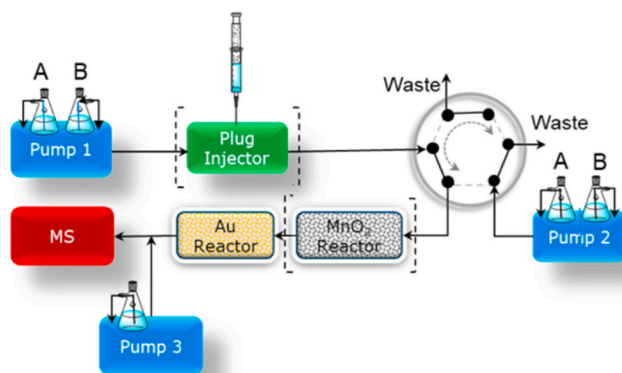 A B
Pump 1
Plug
Injector
Waste
Waste
A B
Pump 2
MnO₂
Reactor
Au
Reactor
MS
Pump 3